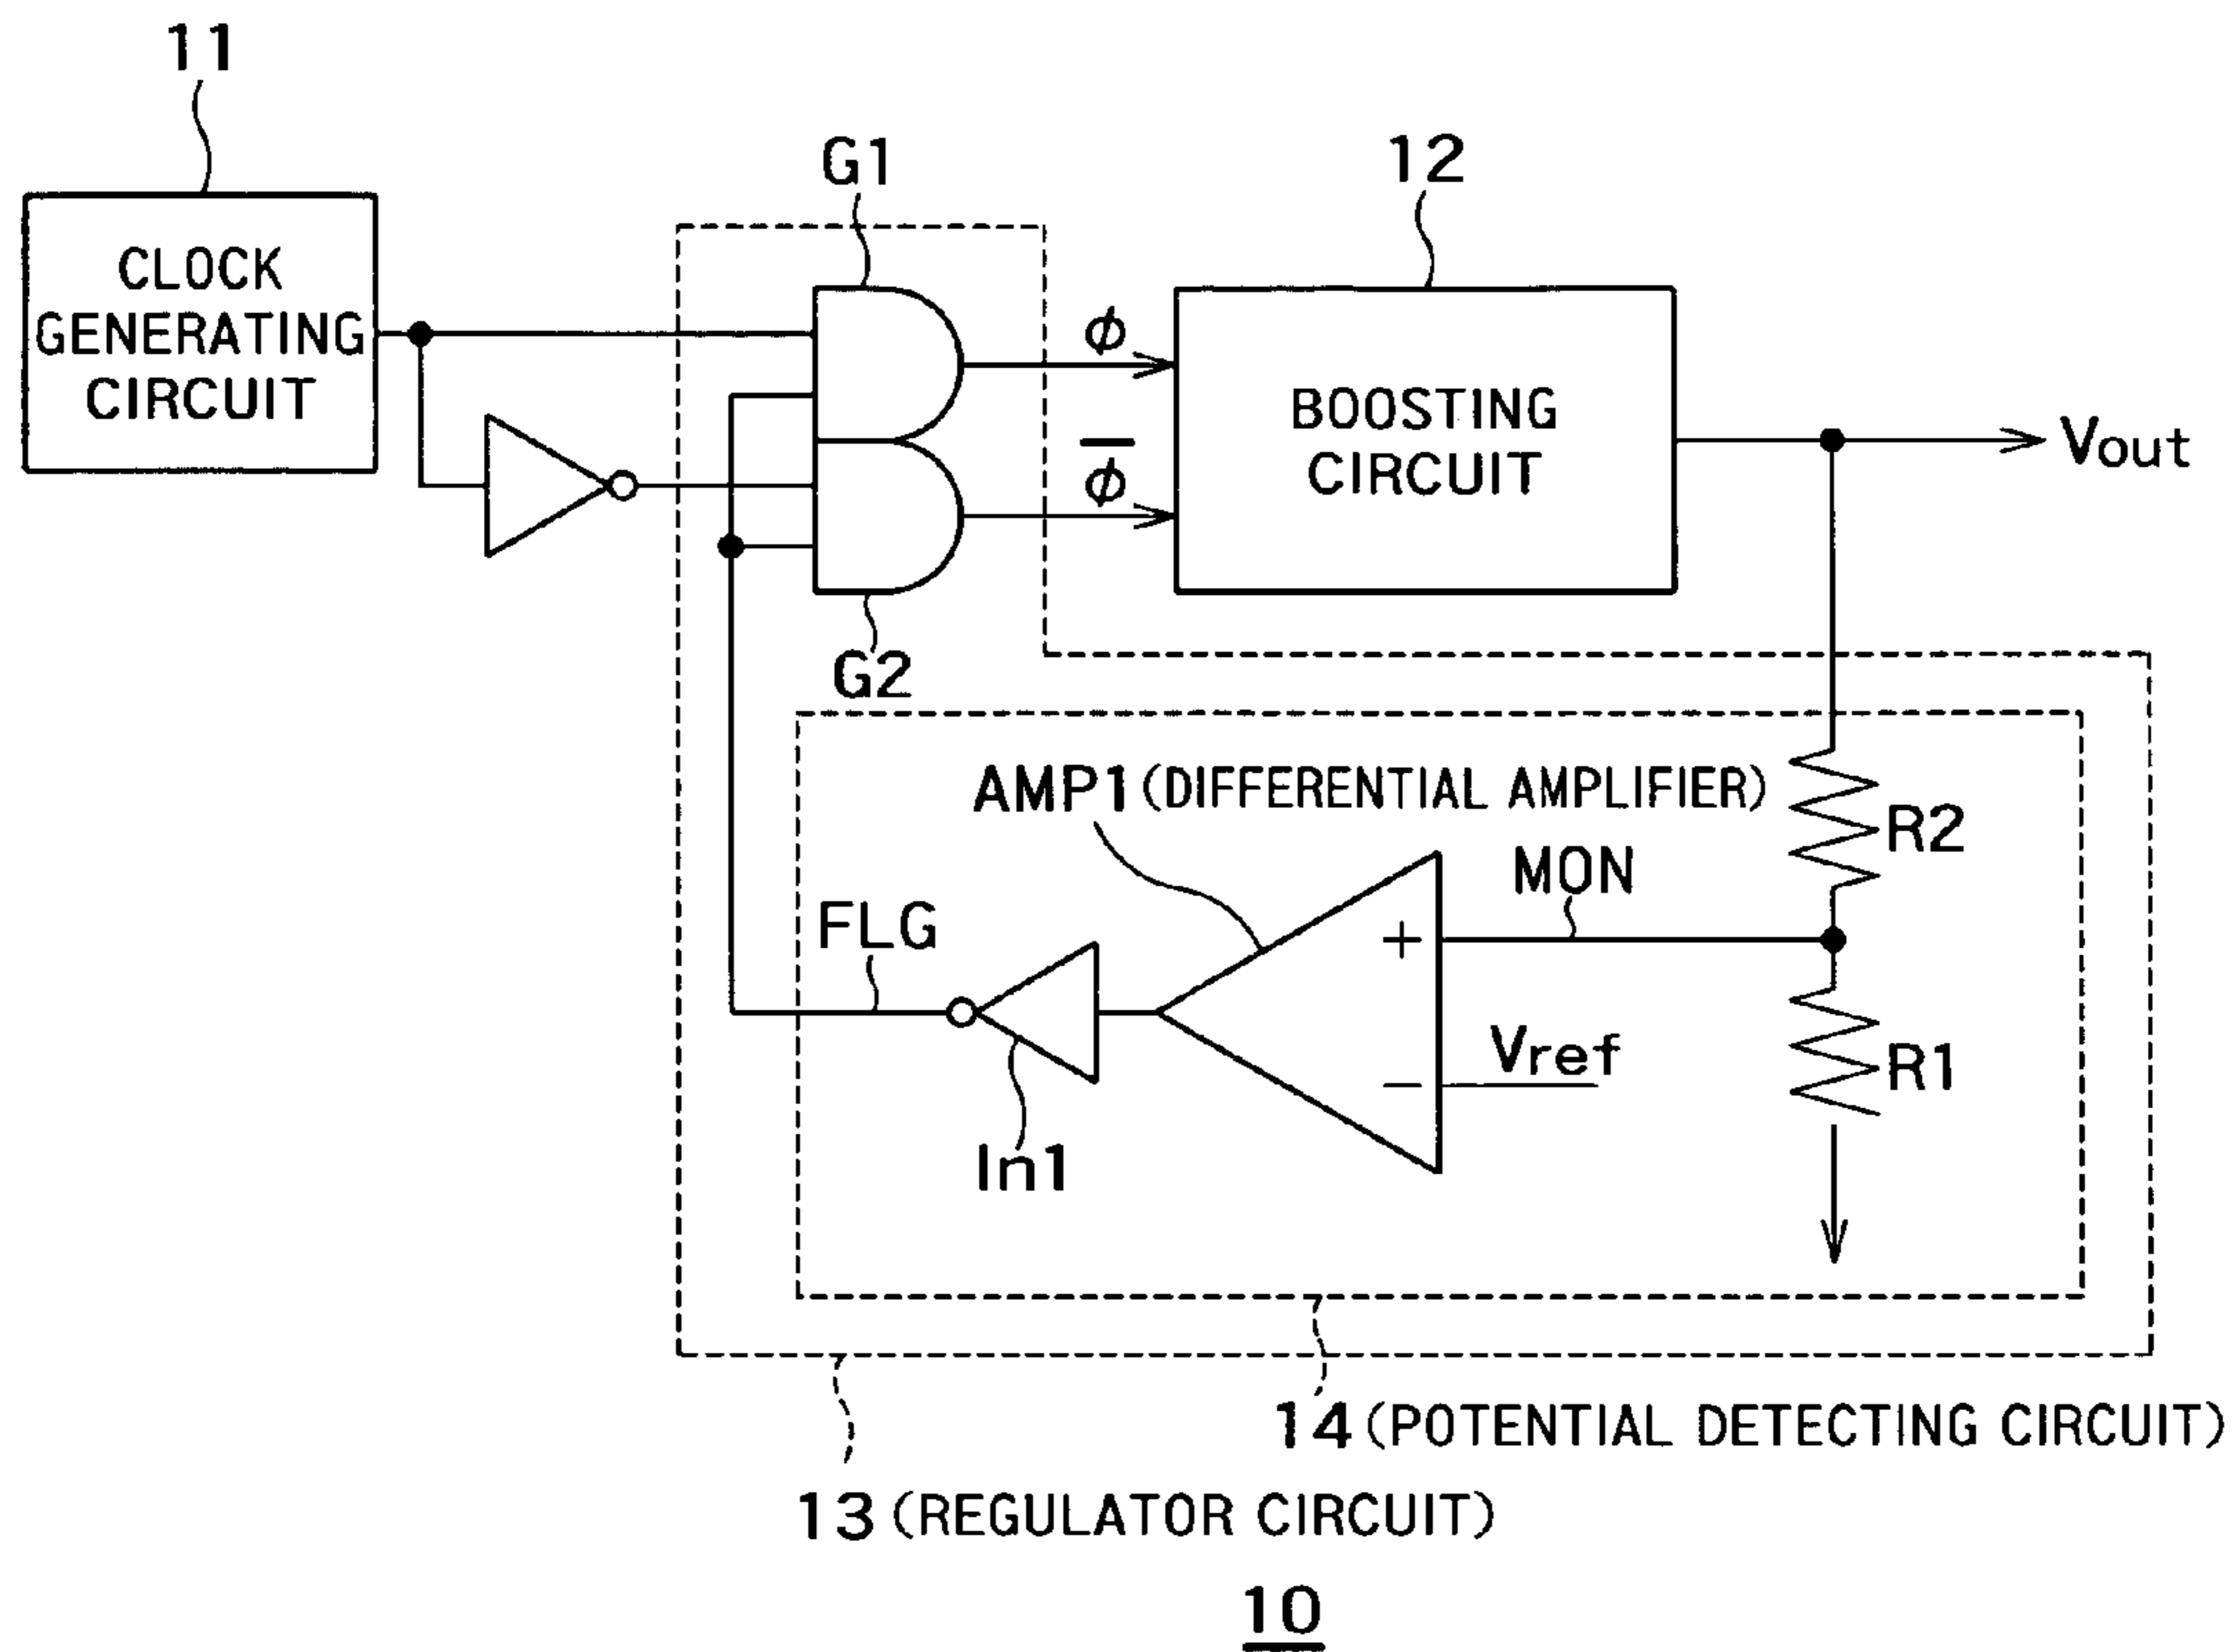 11
CLOCK
GENERATING
CIRCUIT
G1
12
ϕ
BOOSTING
CIRCUIT
ϕ̅
Vout
G2
AMP1 (DIFFERENTIAL AMPLIFIER)
R2
MON
+
FLG
Vref
−
R1
In1
14 (POTENTIAL DETECTING CIRCUIT)
13 (REGULATOR CIRCUIT)
10